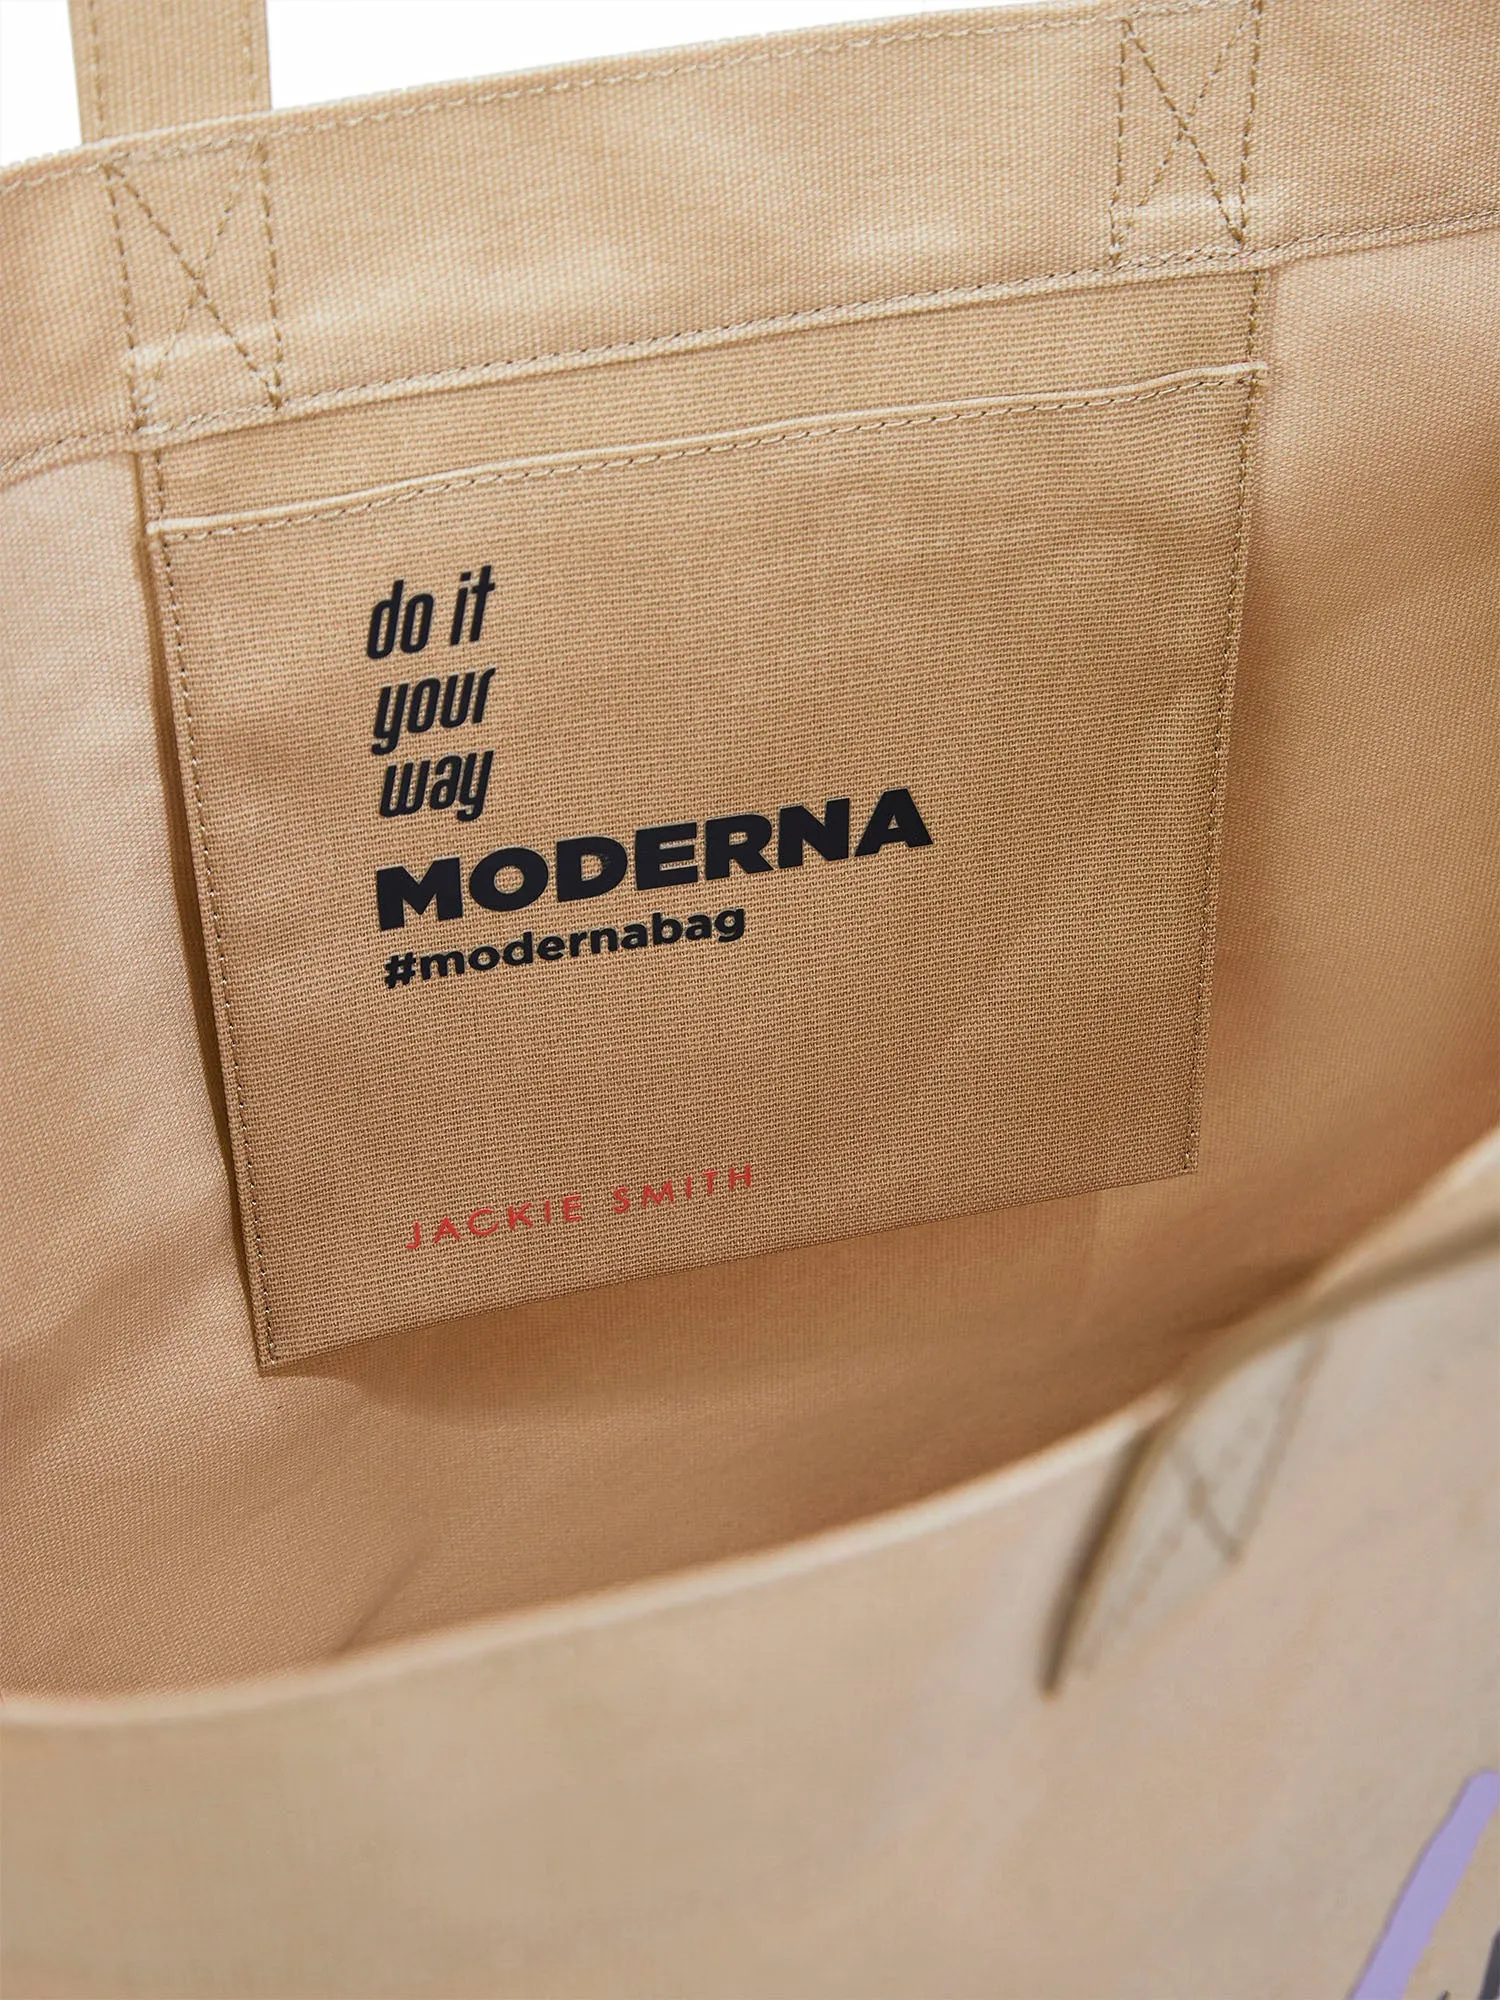 do it
your
way
MODERNA
#modernabag
JACKIE SMITH